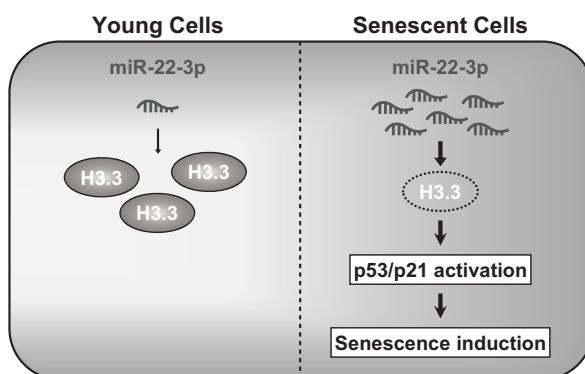 Young Cells
Senescent Cells
miR-22-3p
miR-22-3p
H3.3
H3.3
H3.3
H3.3
p53/p21 activation
Senescence induction